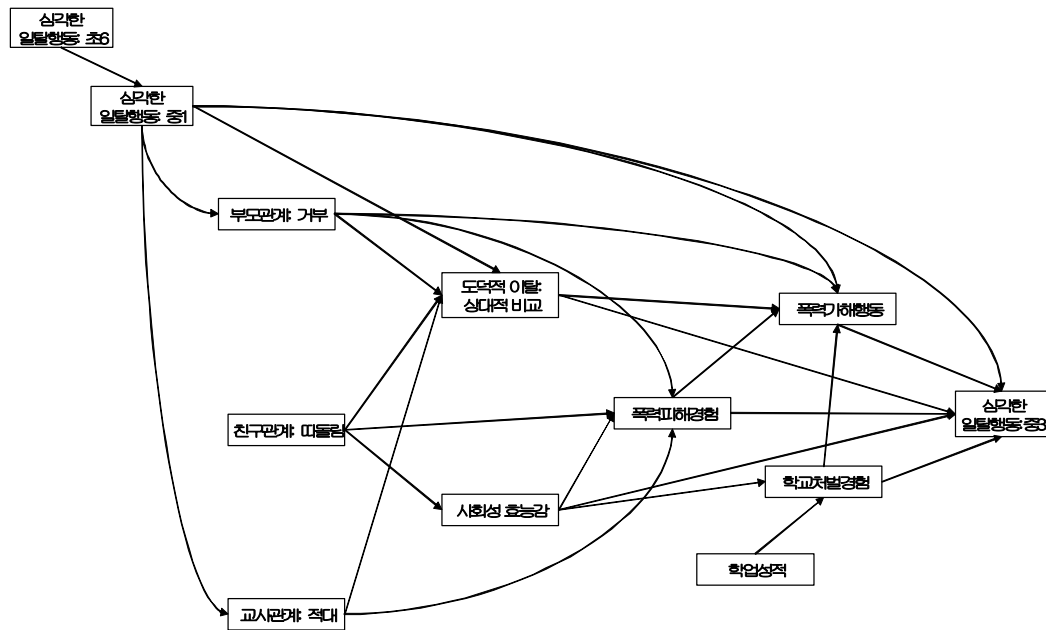 심각한
일탈행동: 초6
심각한
일탈행동: 중1
부모관계: 거부
도덕적 이탈:
상대적 비교
폭력가해행동
친구관계: 따돌림
폭력피해경험
심각한
일탈행동: 중3
사회성 효능감
학교처벌경험
학업성적
교사관계: 적대